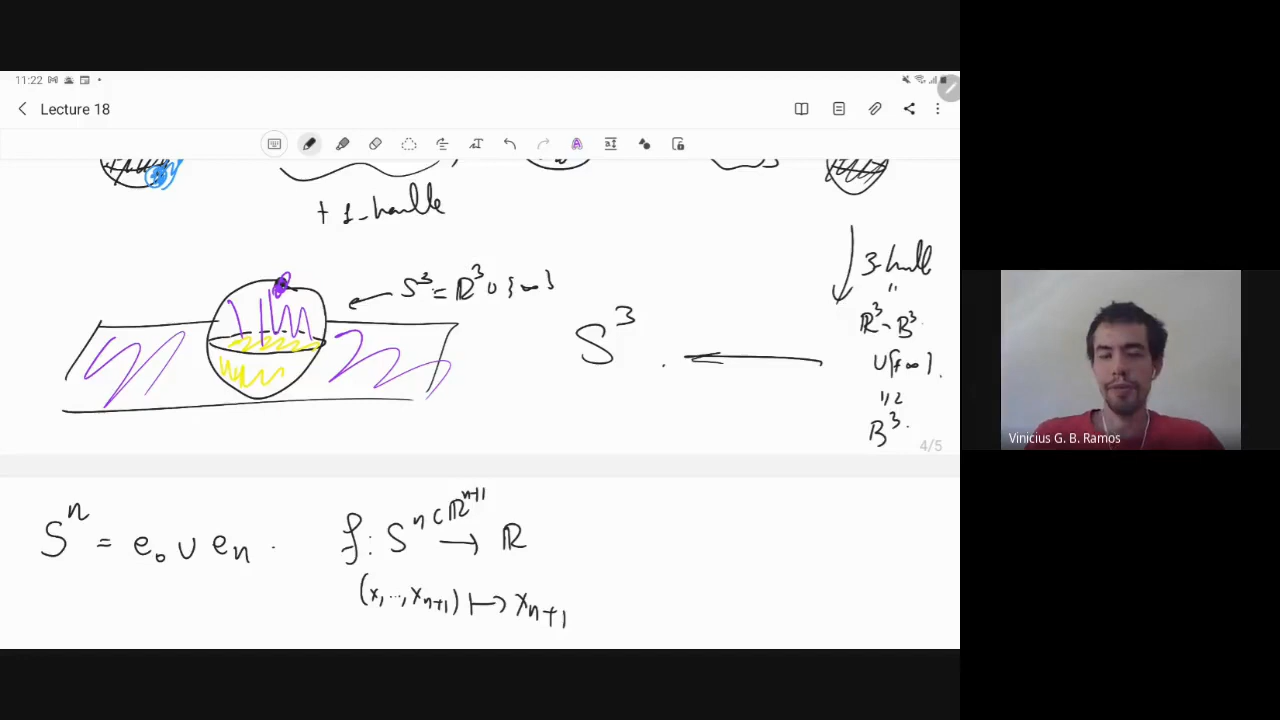 11:22
Lecture 18
+ 1-handle
S³ = ℝ³ ∪ {∞}
S³.
3-handle
"
ℝ³ - B³
∪ {∞}.
B³.
4/5
Sⁿ = e₀ ∪ eₙ. f: Sⁿ ⊂ ℝⁿ⁺¹ → ℝ
(x, ..., xₙ₊₁) ↦ xₙ₊₁
Vinicius G. B. Ramos